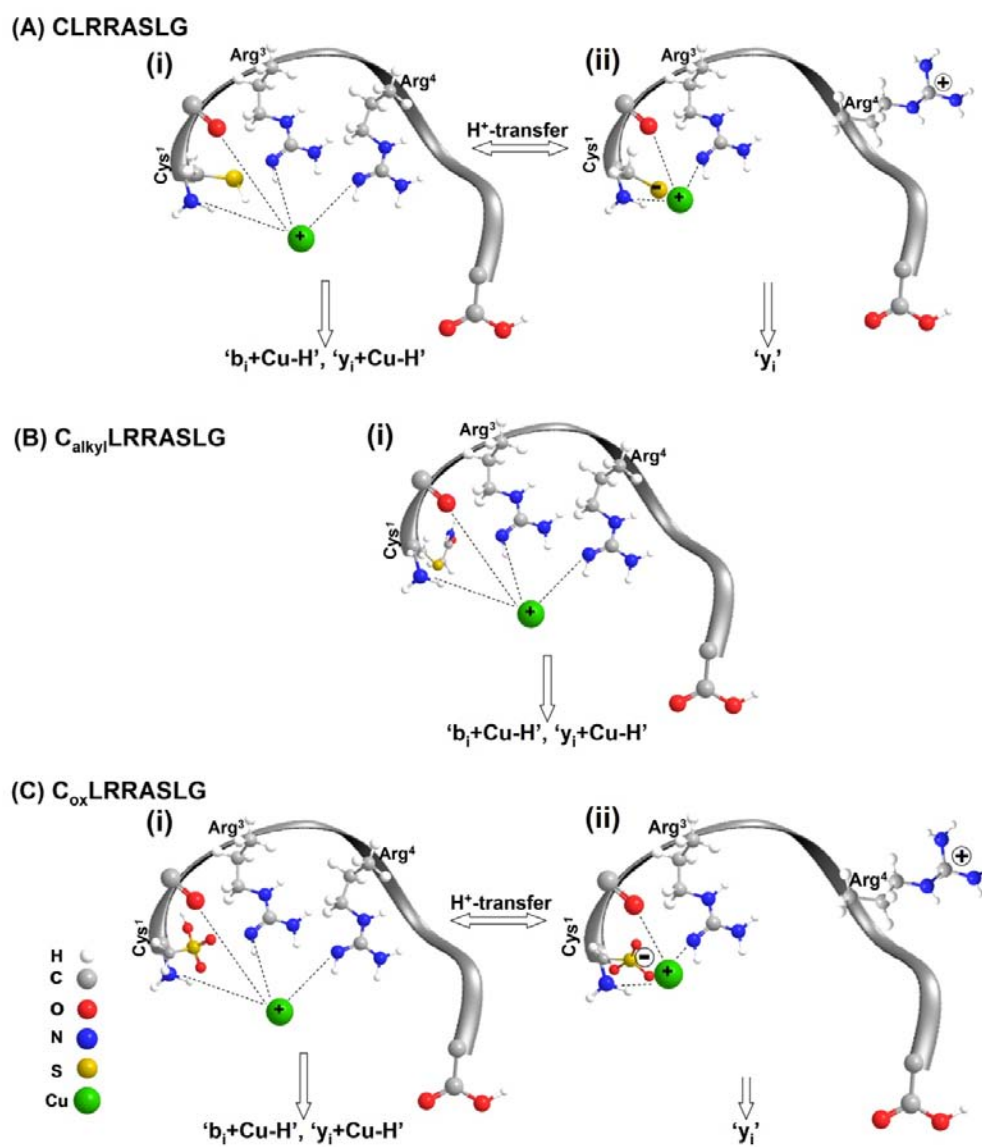 (A) CLRRASLG
(i)
Arg³
Arg⁴
Cys¹
+
H⁺-transfer
(ii)
Arg³
Arg⁴
+
Cys¹
-
+
‘bᵢ+Cu-H’, ‘yᵢ+Cu-H’
‘yᵢ’
(B) CₐₗₖᵧₗLRRASLG
(i)
Arg³
Arg⁴
Cys¹
+
‘bᵢ+Cu-H’, ‘yᵢ+Cu-H’
(C) CₒₓLRRASLG
(i)
Arg³
Arg⁴
Cys¹
+
H⁺-transfer
(ii)
Arg³
Arg⁴
+
Cys¹
-
+
H
C
O
N
S
Cu
‘bᵢ+Cu-H’, ‘yᵢ+Cu-H’
‘yᵢ’